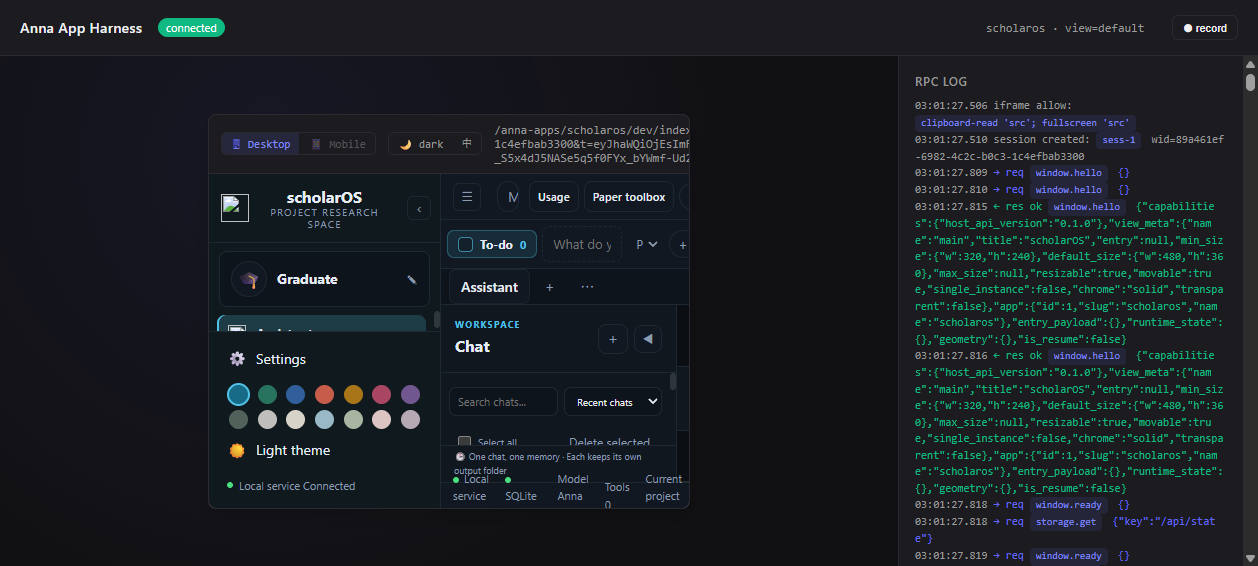 Anna App Harness
connected
scholaros · view=default
record
Desktop
Mobile
dark
中
/anna-apps/scholaros/dev/index
1c4efbab3300&t=eyJhaWQiOjEsImF
_S5x4dJ5NASe5q5f0FYx_bYWmf-Ud2
scholarOS
PROJECT RESEARCH
SPACE
‹
Graduate
Settings
Light theme
Local service Connected
☰
M
Usage
Paper toolbox
To-do 0
What do y
P
+
Assistant
+
···
WORKSPACE
Chat
+
◀
Search chats...
Recent chats
Select all
Delete selected
One chat, one memory · Each keeps its own
output folder
Local
service
SQLite
Model
Anna
Tools
0
Current
project
RPC LOG
03:01:27.506 iframe allow:
clipboard-read 'src'; fullscreen 'src'
03:01:27.510 session created: sess-1 wid=89a461ef
-6982-4c2c-b0c3-1c4efbab3300
03:01:27.809 → req window.hello {}
03:01:27.810 → req window.hello {}
03:01:27.815 ← res ok window.hello {"capabilitie
s":{"host_api_version":"0.1.0"},"view_meta":{"nam
e":"main","title":"scholarOS","entry":null,"min_si
ze":{"w":320,"h":240},"default_size":{"w":480,"h":36
0},"max_size":null,"resizable":true,"movable":tru
e,"single_instance":false,"chrome":"solid","transpa
rent":false},"app":{"id":1,"slug":"scholaros","nam
e":"scholaros"},"entry_payload":{},"runtime_state":
{},"geometry":{},"is_resume":false}
03:01:27.816 ← res ok window.hello {"capabilitie
s":{"host_api_version":"0.1.0"},"view_meta":{"nam
e":"main","title":"scholarOS","entry":null,"min_si
ze":{"w":320,"h":240},"default_size":{"w":480,"h":36
0},"max_size":null,"resizable":true,"movable":tru
e,"single_instance":false,"chrome":"solid","transpa
rent":false},"app":{"id":1,"slug":"scholaros","nam
e":"scholaros"},"entry_payload":{},"runtime_state":
{},"geometry":{},"is_resume":false}
03:01:27.818 → req window.ready {}
03:01:27.818 → req storage.get {"key":"/api/stat
e"}
03:01:27.819 → req window.ready {}